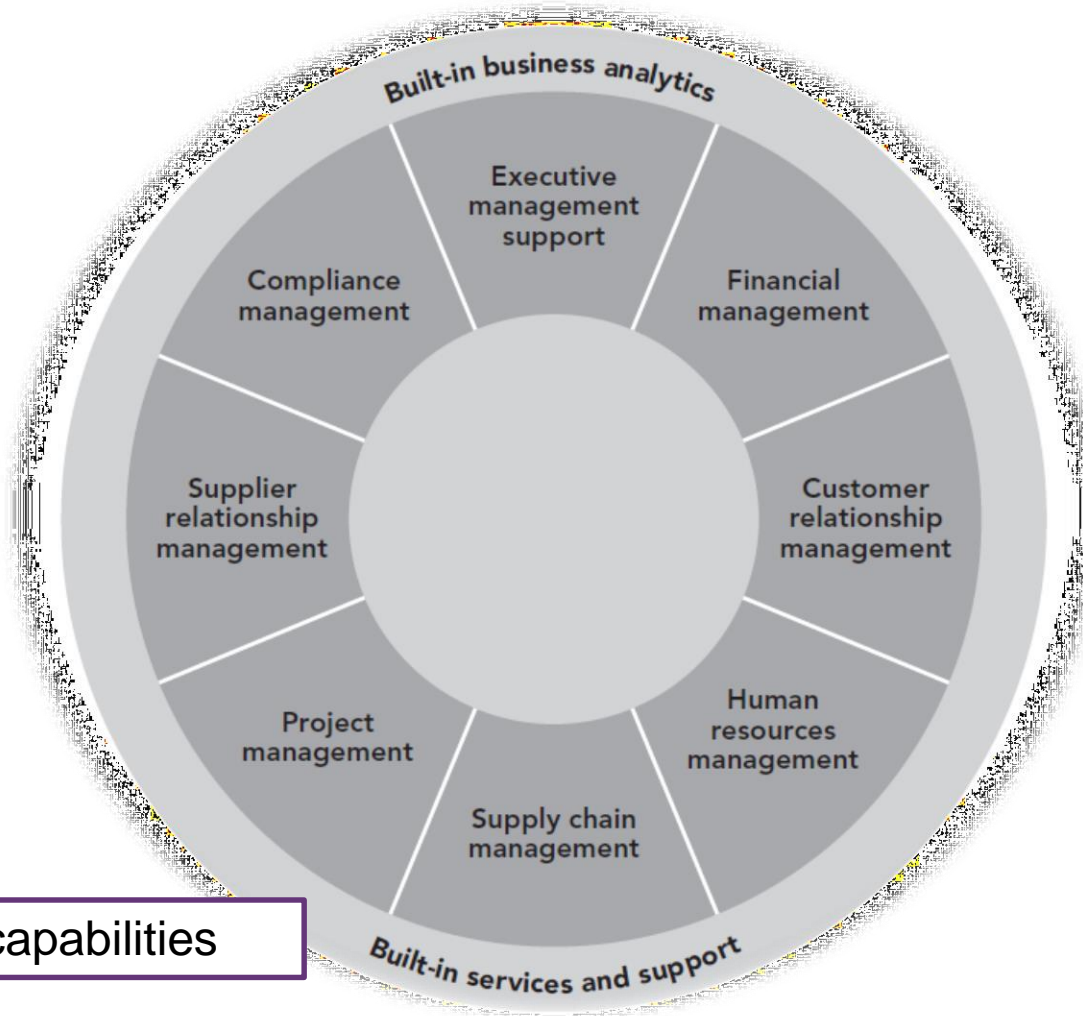 Built-in business analytics
Executive
management
support
Financial
management
Customer
relationship
management
Human
resources
management
Supply chain
management
Project
management
Supplier
relationship
management
Compliance
management
Built-in services and support
capabilities